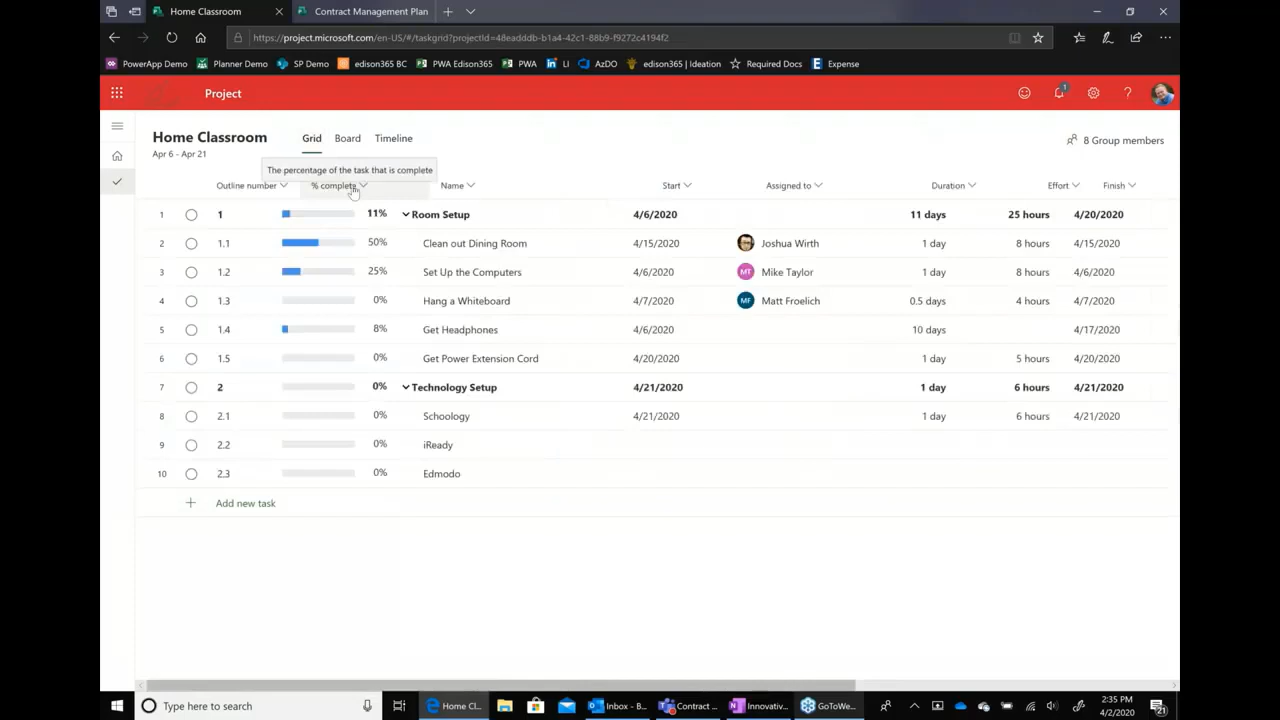 Home Classroom
Contract Management Plan
https://project.microsoft.com/en-US/#/taskgrid?projectId=48eadddb-b1a4-42c1-88b9-f9272c4194f2
PowerApp Demo Planner Demo SP Demo edison365 BC PWA Edison365 PWA LI AzDO edison365 | Ideation Required Docs Expense
Project
1
?
Home Classroom Grid Board Timeline 8 Group members
Apr 6 - Apr 21
The percentage of the task that is complete
Outline number % complete Name Start Assigned to Duration Effort Finish
1 1 11% Room Setup 4/6/2020 11 days 25 hours 4/20/2020
2 1.1 50% Clean out Dining Room 4/15/2020 Joshua Wirth 1 day 8 hours 4/15/2020
3 1.2 25% Set Up the Computers 4/6/2020 MT Mike Taylor 1 day 8 hours 4/6/2020
4 1.3 0% Hang a Whiteboard 4/7/2020 MF Matt Froelich 0.5 days 4 hours 4/7/2020
5 1.4 8% Get Headphones 4/6/2020 10 days 4/17/2020
6 1.5 0% Get Power Extension Cord 4/20/2020 1 day 5 hours 4/20/2020
7 2 0% Technology Setup 4/21/2020 1 day 6 hours 4/21/2020
8 2.1 0% Schoology 4/21/2020 1 day 6 hours 4/21/2020
9 2.2 0% iReady
10 2.3 0% Edmodo
Add new task
Type here to search Home Cl... Inbox - B... Contract ... Innovativ... GoToWe... 2:35 PM
4/2/2020
21